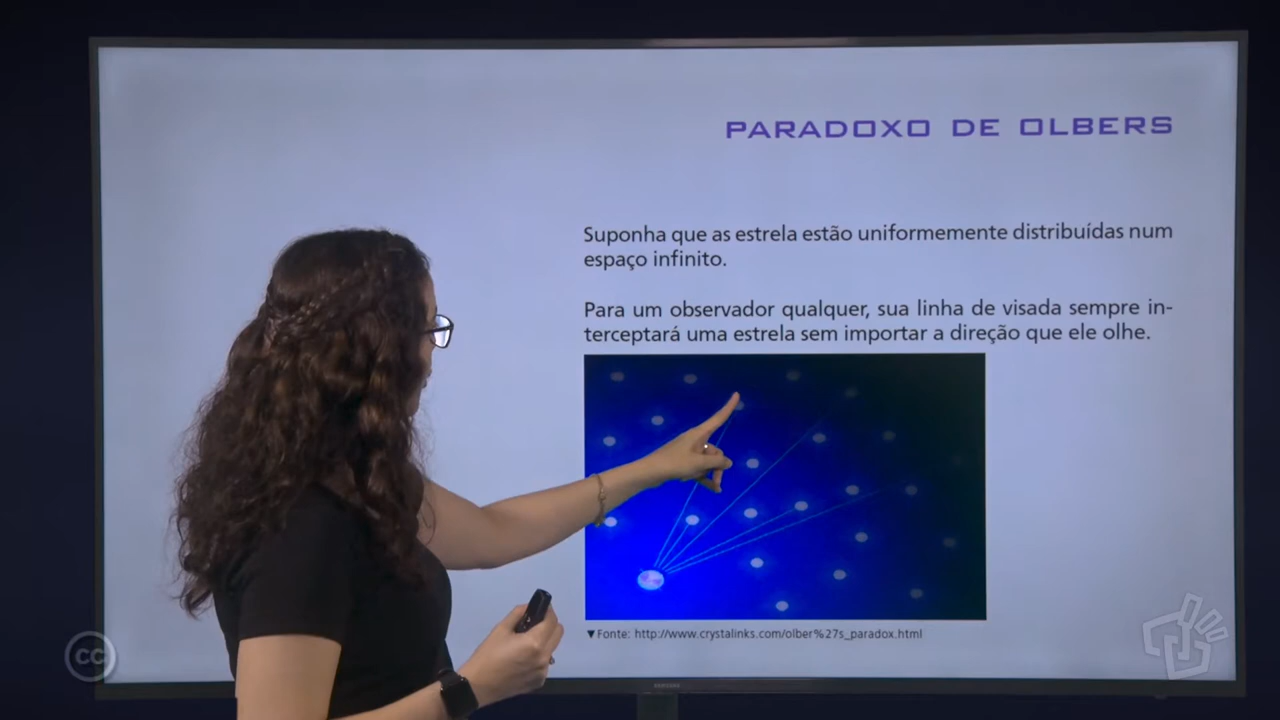 PARADOXO DE OLBERS
Suponha que as estrela estão uniformemente distribuídas num
espaço infinito.
Para um observador qualquer, sua linha de visada sempre in-
terceptará uma estrela sem importar a direção que ele olhe.
▼Fonte: http://www.crystalinks.com/olber%27s_paradox.html
cc
SAMSUNG